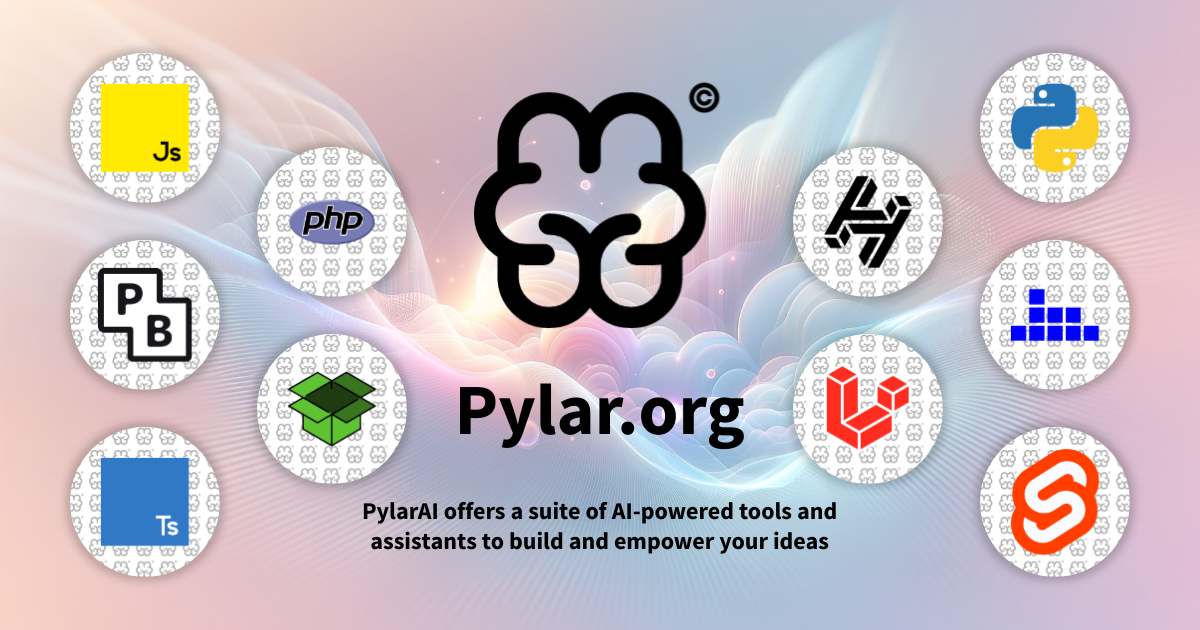 ©
Js
php
P
B
Ts
Pylar.org
PylarAI offers a suite of AI-powered tools and
assistants to build and empower your ideas